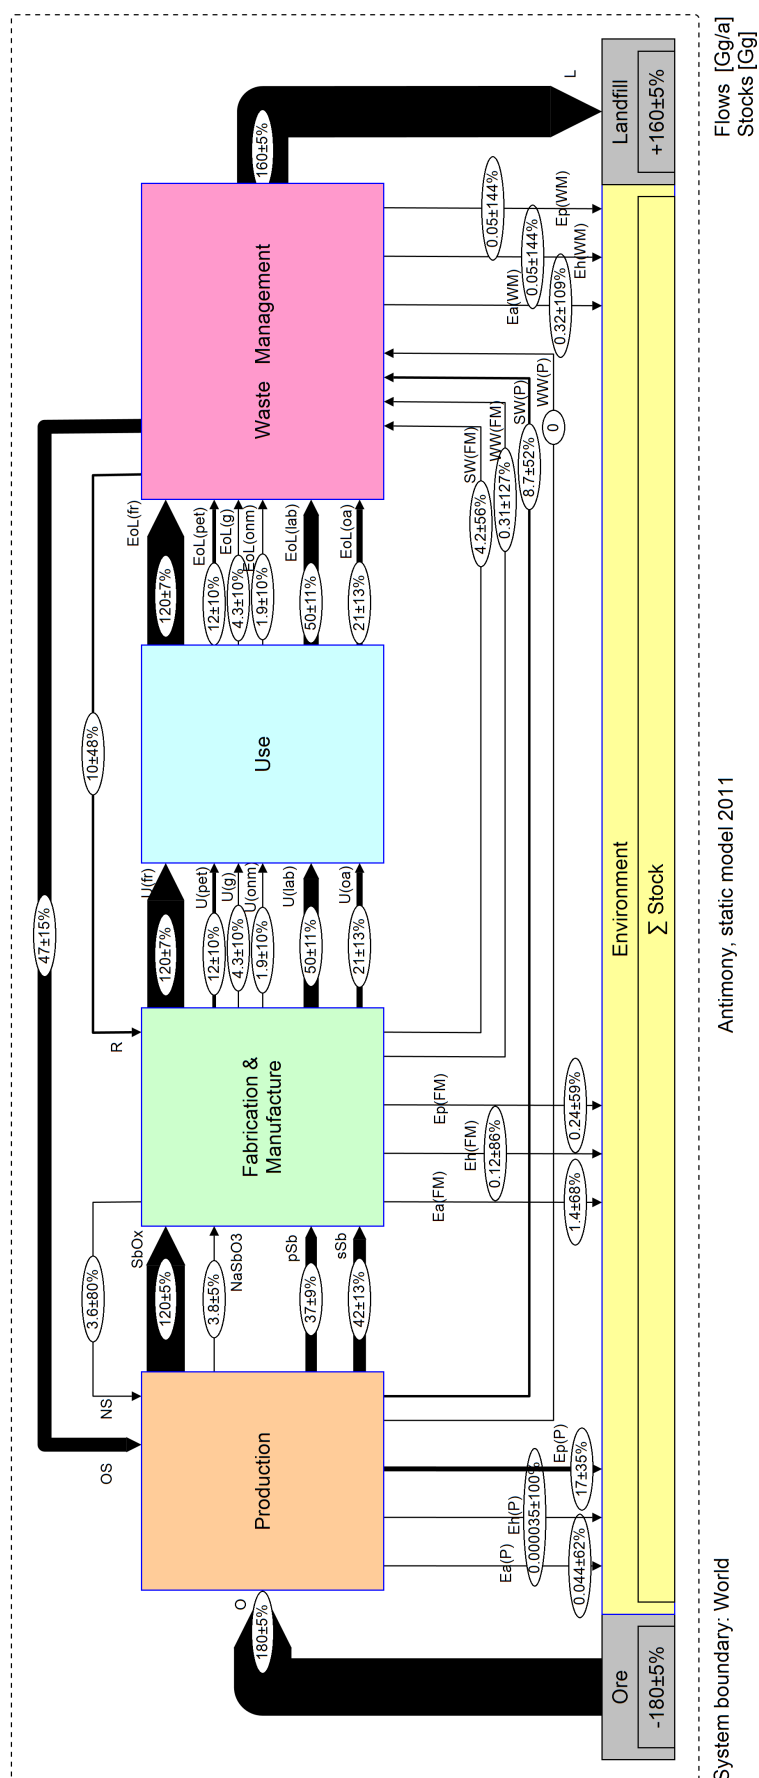 Flows [Gg/a]
Stocks [Gg]
Antimony, static model 2011
System boundary: World
OS
47±15%
NS
3.6±80%
R
10±48%
O
180±5%
Production
SbOx
120±5%
NaSbO3
3.8±5%
pSb
37±9%
sSb
42±13%
Fabrication &
Manufacture
U(fr)
120±7%
U(pet)
12±10%
U(g)
4.3±10%
U(onm)
1.9±10%
U(lab)
50±11%
U(oa)
21±13%
Use
EoL(fr)
120±7%
EoL(pet)
12±10%
EoL(g)
4.3±10%
EoL(onm)
1.9±10%
EoL(lab)
50±11%
EoL(oa)
21±13%
Waste Management
160±5%
L
SW(FM)
4.2±56%
WW(FM)
0.31±127%
SW(P)
8.7±52%
WW(P)
0
Ea(P)
0.044±62%
Eh(P)
0.000035±100%
Ep(P)
17±35%
Ea(FM)
1.4±68%
Eh(FM)
0.12±86%
Ep(FM)
0.24±59%
Ea(WM)
0.32±109%
Eh(WM)
0.05±144%
Ep(WM)
0.05±144%
Ore
-180±5%
Environment
∑ Stock
Landfill
+160±5%